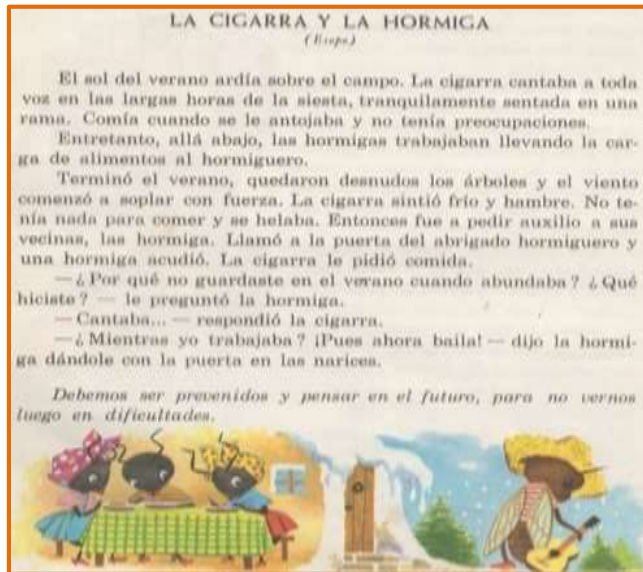 LA CIGARRA Y LA HORMIGA
(Esopo)
El sol del verano ardía sobre el campo. La cigarra cantaba a toda
voz en las largas horas de la siesta, tranquilamente sentada en una
rama. Comía cuando se le antojaba y no tenía preocupaciones.
Entretanto, allá abajo, las hormigas trabajaban llevando la car-
ga de alimentos al hormiguero.
Terminó el verano, quedaron desnudos los árboles y el viento
comenzó a soplar con fuerza. La cigarra sintió frío y hambre. No te-
nía nada para comer y se helaba. Entonces fue a pedir auxilio a sus
vecinas, las hormiga. Llamó a la puerta del abrigado hormiguero y
una hormiga acudió. La cigarra le pidió comida.
—¿Por qué no guardaste en el verano cuando abundaba? ¿Qué
hiciste? — le preguntó la hormiga.
—Cantaba... — respondió la cigarra.
—¿Mientras yo trabajaba? ¡Pues ahora baila! — dijo la hormi-
ga dándole con la puerta en las narices.
Debemos ser prevenidos y pensar en el futuro, para no vernos
luego en dificultades.